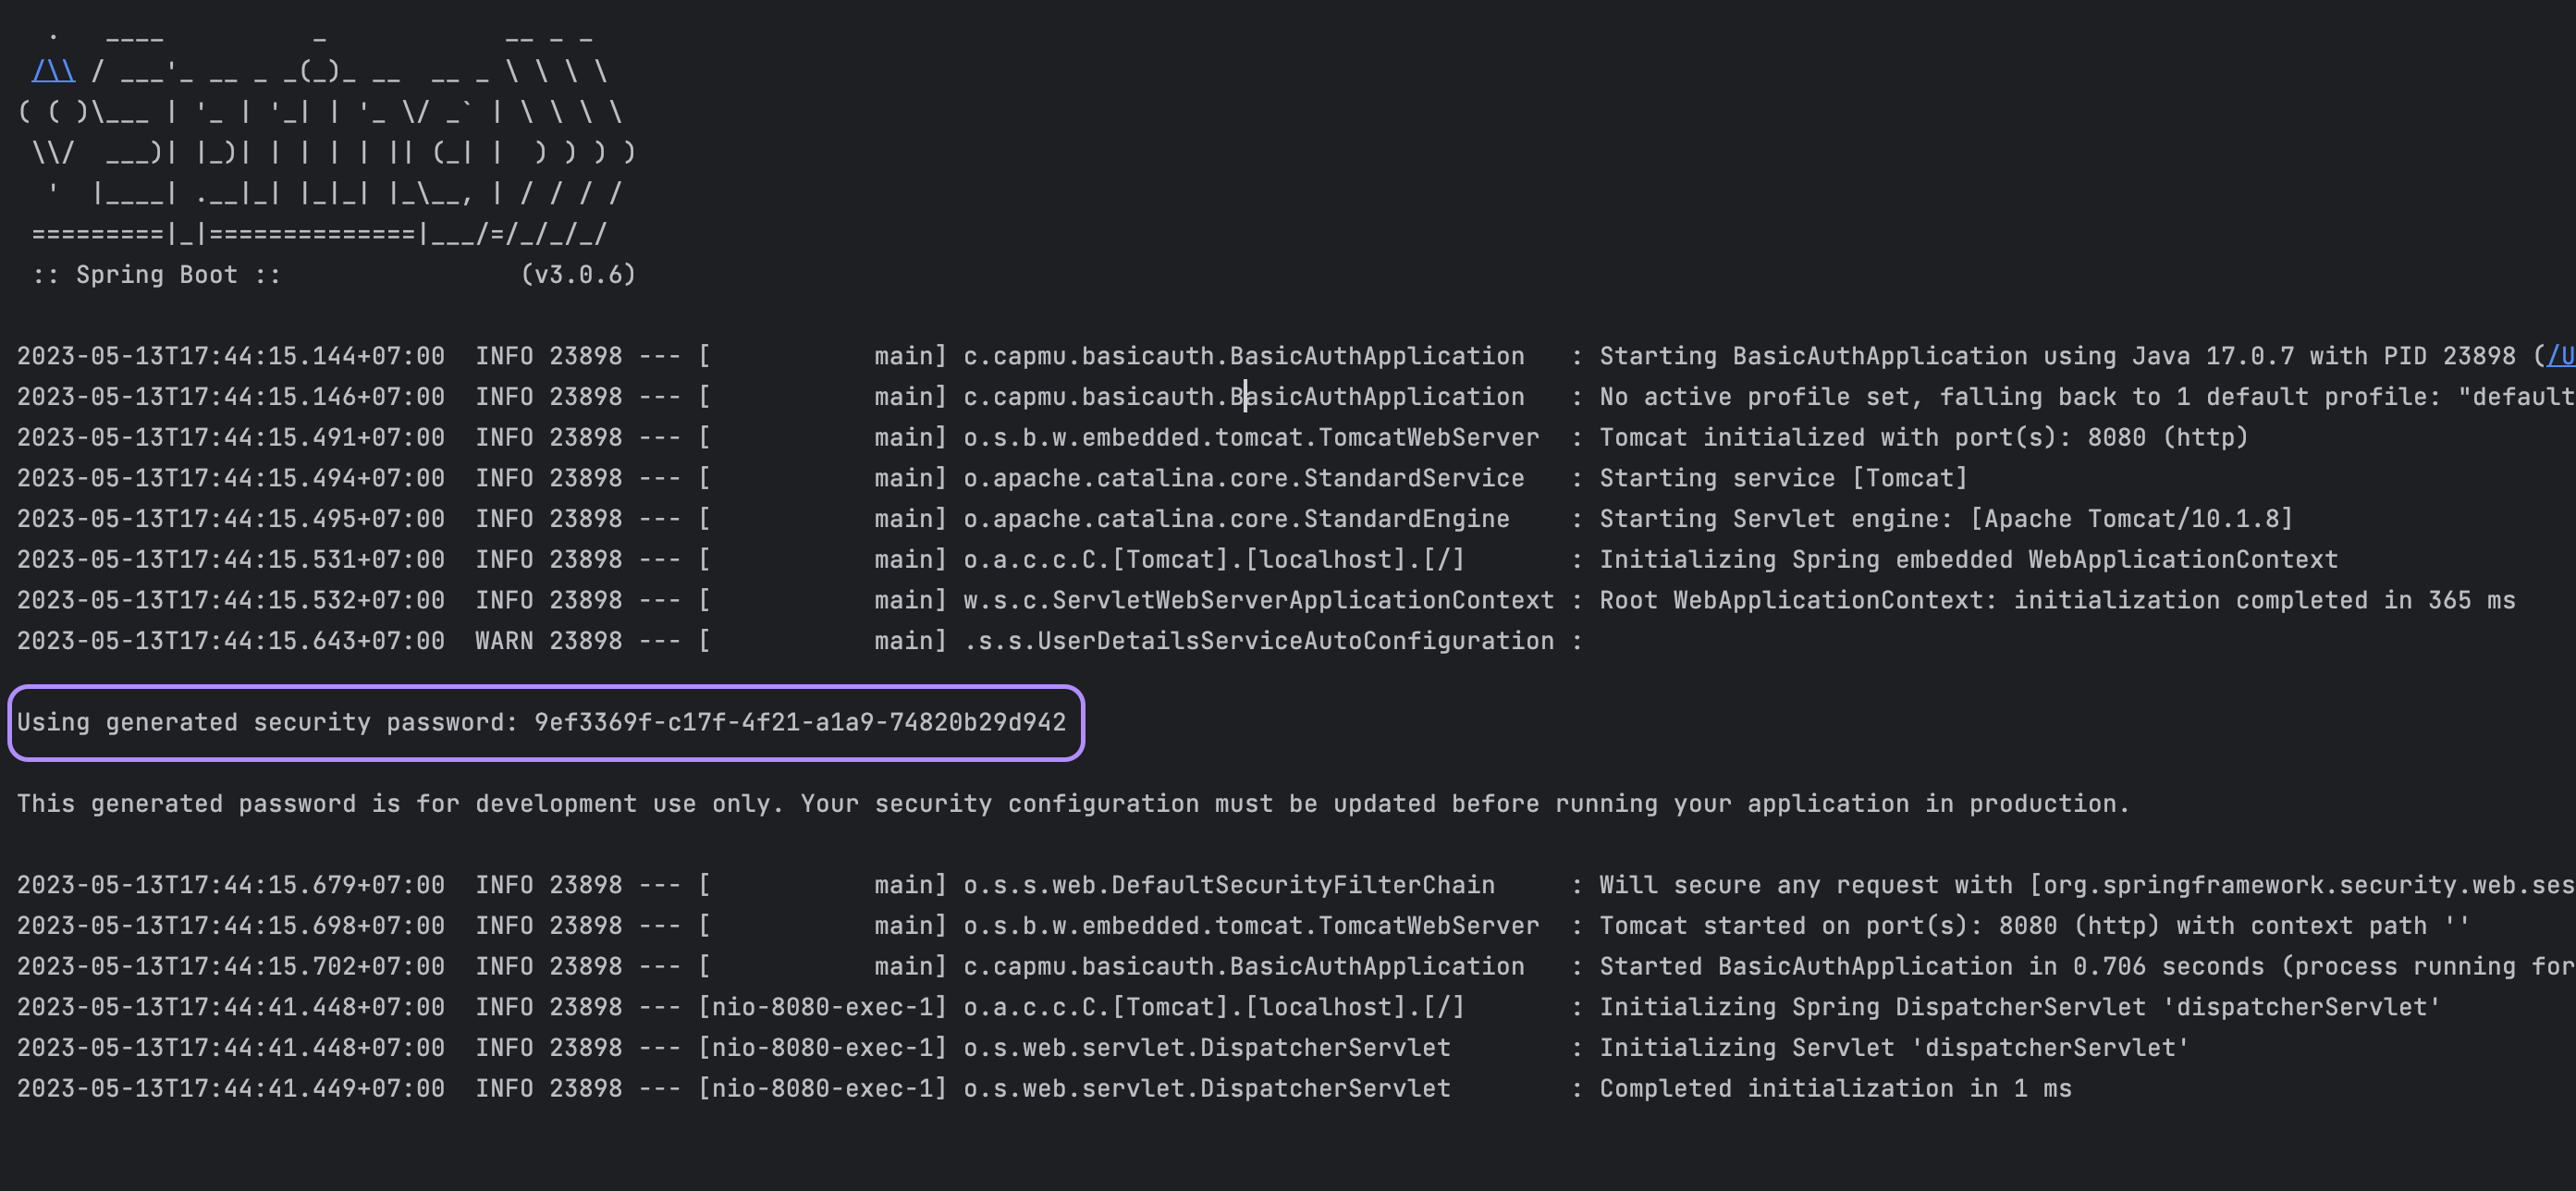 .   ____          _            __ _ _
 /\\ / ___'_ __ _ _(_)_ __  __ _ \ \ \ \
( ( )\___ | '_ | '_| | '_ \/ _` | \ \ \ \
 \\/  ___)| |_)| | | | | || (_| |  ) ) ) )
  '  |____| .__|_| |_|_| |_\__, | / / / /
 =========|_|==============|___/=/_/_/_/
 :: Spring Boot ::                (v3.0.6)
2023-05-13T17:44:15.144+07:00  INFO 23898 --- [           main] c.capmu.basicauth.BasicAuthApplication   : Starting BasicAuthApplication using Java 17.0.7 with PID 23898 (/U
2023-05-13T17:44:15.146+07:00  INFO 23898 --- [           main] c.capmu.basicauth.BasicAuthApplication   : No active profile set, falling back to 1 default profile: "default
2023-05-13T17:44:15.491+07:00  INFO 23898 --- [           main] o.s.b.w.embedded.tomcat.TomcatWebServer  : Tomcat initialized with port(s): 8080 (http)
2023-05-13T17:44:15.494+07:00  INFO 23898 --- [           main] o.apache.catalina.core.StandardService   : Starting service [Tomcat]
2023-05-13T17:44:15.495+07:00  INFO 23898 --- [           main] o.apache.catalina.core.StandardEngine    : Starting Servlet engine: [Apache Tomcat/10.1.8]
2023-05-13T17:44:15.531+07:00  INFO 23898 --- [           main] o.a.c.c.C.[Tomcat].[localhost].[/]       : Initializing Spring embedded WebApplicationContext
2023-05-13T17:44:15.532+07:00  INFO 23898 --- [           main] w.s.c.ServletWebServerApplicationContext : Root WebApplicationContext: initialization completed in 365 ms
2023-05-13T17:44:15.643+07:00  WARN 23898 --- [           main] .s.s.UserDetailsServiceAutoConfiguration :
Using generated security password: 9ef3369f-c17f-4f21-a1a9-74820b29d942
This generated password is for development use only. Your security configuration must be updated before running your application in production.
2023-05-13T17:44:15.679+07:00  INFO 23898 --- [           main] o.s.s.web.DefaultSecurityFilterChain     : Will secure any request with [org.springframework.security.web.ses
2023-05-13T17:44:15.698+07:00  INFO 23898 --- [           main] o.s.b.w.embedded.tomcat.TomcatWebServer  : Tomcat started on port(s): 8080 (http) with context path ''
2023-05-13T17:44:15.702+07:00  INFO 23898 --- [           main] c.capmu.basicauth.BasicAuthApplication   : Started BasicAuthApplication in 0.706 seconds (process running for
2023-05-13T17:44:41.448+07:00  INFO 23898 --- [nio-8080-exec-1] o.a.c.c.C.[Tomcat].[localhost].[/]       : Initializing Spring DispatcherServlet 'dispatcherServlet'
2023-05-13T17:44:41.448+07:00  INFO 23898 --- [nio-8080-exec-1] o.s.web.servlet.DispatcherServlet        : Initializing Servlet 'dispatcherServlet'
2023-05-13T17:44:41.449+07:00  INFO 23898 --- [nio-8080-exec-1] o.s.web.servlet.DispatcherServlet        : Completed initialization in 1 ms